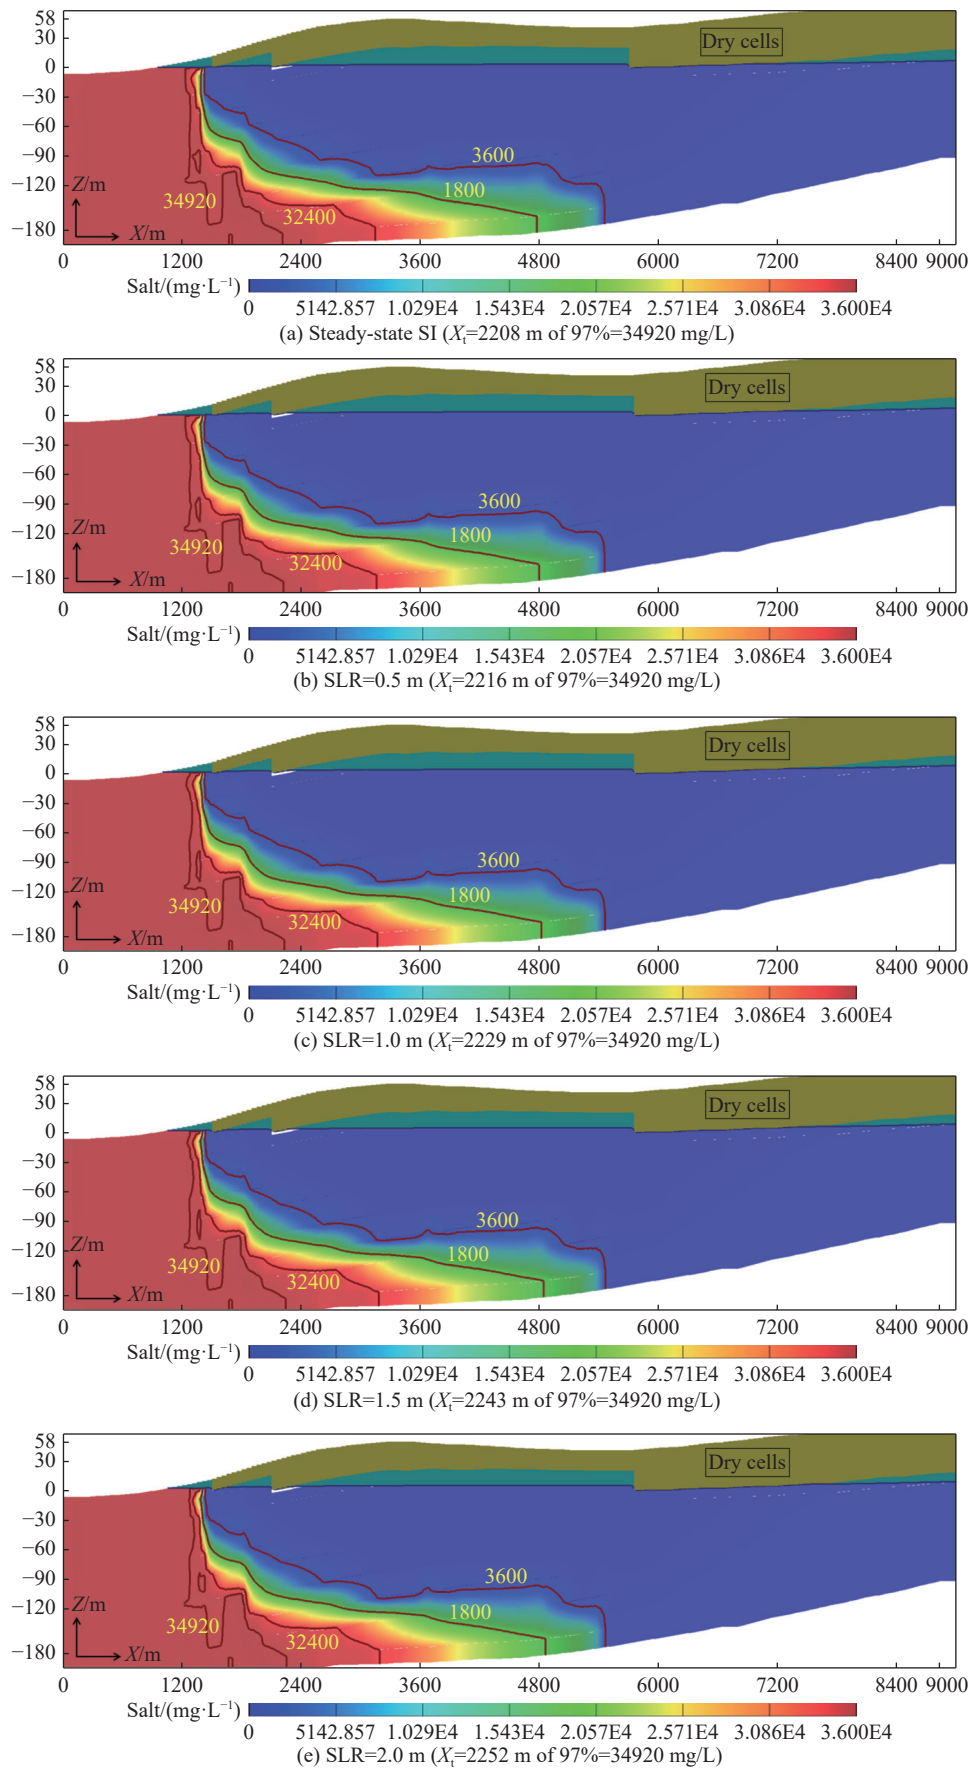 58
30
0
−30
−60
−90
−120
−180
Z/m
X/m
Dry cells
3600
1800
34920
32400
0 1200 2400 3600 4800 6000 7200 8400 9000
Salt/(mg·L⁻¹)
0 5142.857 1.029E4 1.543E4 2.057E4 2.571E4 3.086E4 3.600E4
(a) Steady-state SI (Xₜ=2208 m of 97%=34920 mg/L)
58
30
0
−30
−60
−90
−120
−180
Z/m
X/m
Dry cells
3600
1800
34920
32400
0 1200 2400 3600 4800 6000 7200 8400 9000
Salt/(mg·L⁻¹)
0 5142.857 1.029E4 1.543E4 2.057E4 2.571E4 3.086E4 3.600E4
(b) SLR=0.5 m (Xₜ=2216 m of 97%=34920 mg/L)
58
30
0
−30
−60
−90
−120
−180
Z/m
X/m
Dry cells
3600
1800
34920
32400
0 1200 2400 3600 4800 6000 7200 8400 9000
Salt/(mg·L⁻¹)
0 5142.857 1.029E4 1.543E4 2.057E4 2.571E4 3.086E4 3.600E4
(c) SLR=1.0 m (Xₜ=2229 m of 97%=34920 mg/L)
58
30
0
−30
−60
−90
−120
−180
Z/m
X/m
Dry cells
3600
1800
34920
32400
0 1200 2400 3600 4800 6000 7200 8400 9000
Salt/(mg·L⁻¹)
0 5142.857 1.029E4 1.543E4 2.057E4 2.571E4 3.086E4 3.600E4
(d) SLR=1.5 m (Xₜ=2243 m of 97%=34920 mg/L)
58
30
0
−30
−60
−90
−120
−180
Z/m
X/m
Dry cells
3600
1800
34920
32400
0 1200 2400 3600 4800 6000 7200 8400 9000
Salt/(mg·L⁻¹)
0 5142.857 1.029E4 1.543E4 2.057E4 2.571E4 3.086E4 3.600E4
(e) SLR=2.0 m (Xₜ=2252 m of 97%=34920 mg/L)